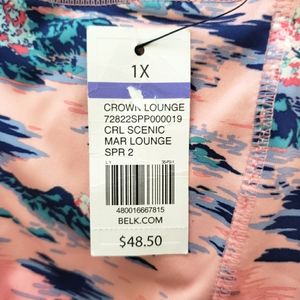 1X
CROWN LOUNGE
72822SPP000019
CRL SCENIC
MAR LOUNGE
SPR 2
480016667815
BELK.COM
$48.50